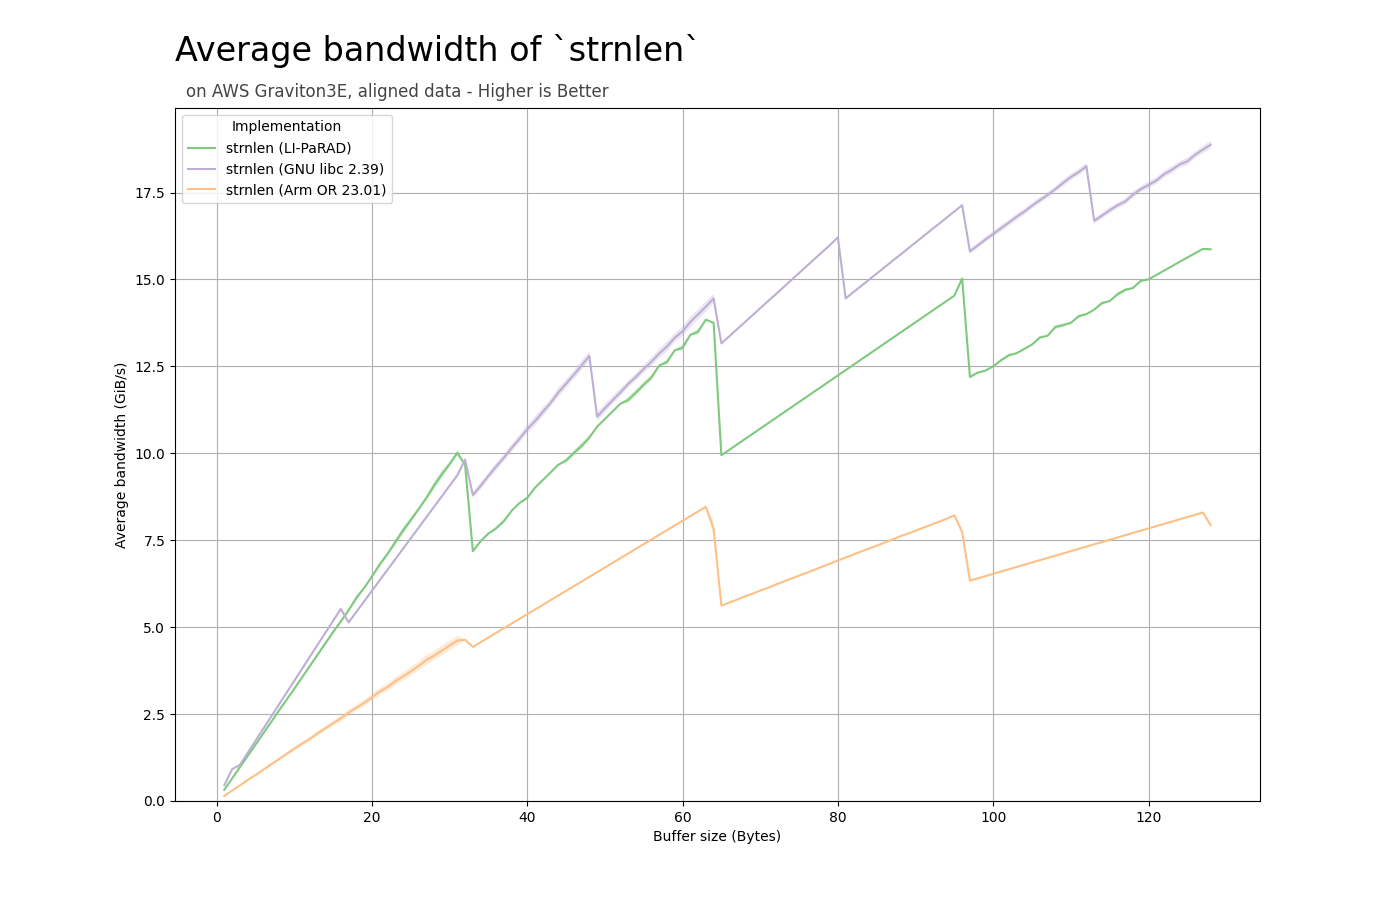 Average bandwidth of `strnlen`
on AWS Graviton3E, aligned data - Higher is Better
Implementation
strnlen (LI-PaRAD)
strnlen (GNU libc 2.39)
strnlen (Arm OR 23.01)
Average bandwidth (GiB/s)
17.5
15.0
12.5
10.0
7.5
5.0
2.5
0.0
0 20 40 60 80 100 120
Buffer size (Bytes)